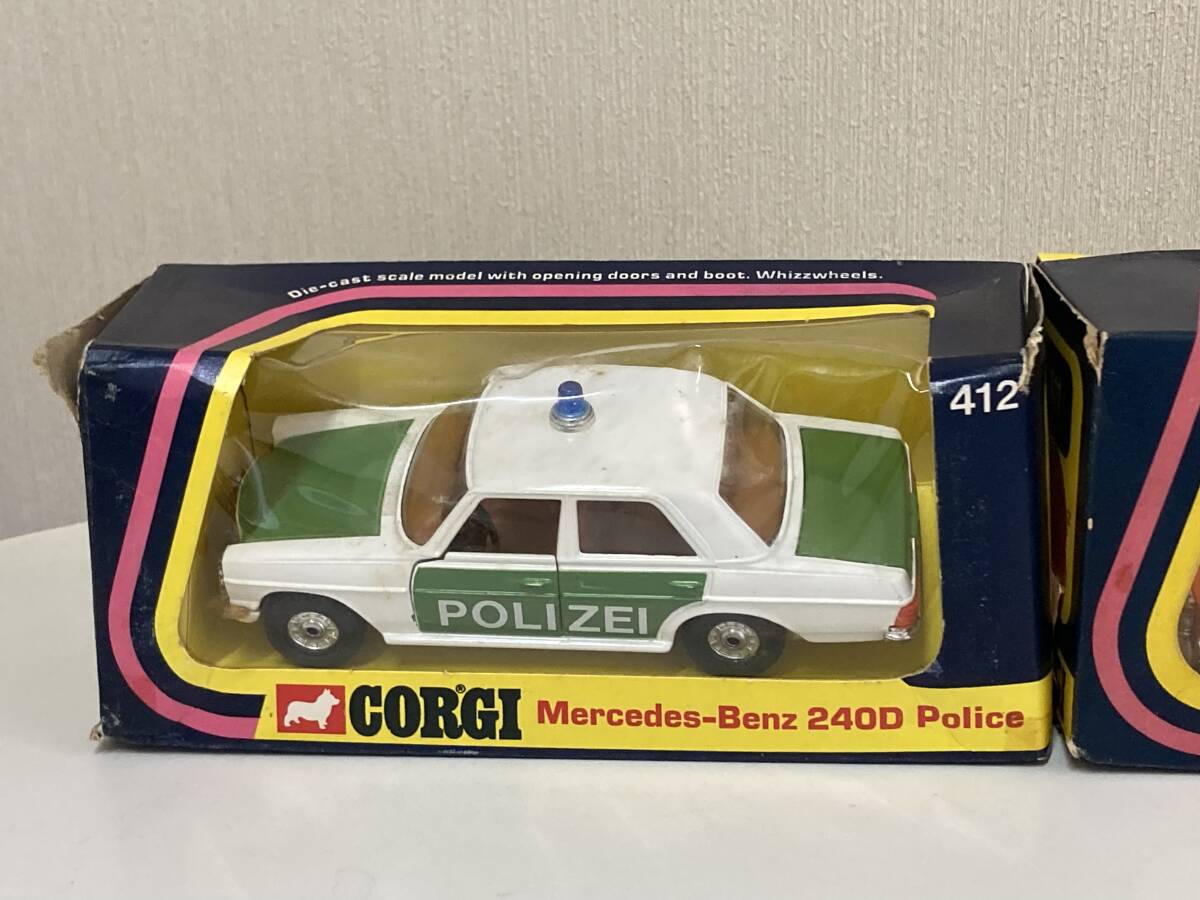 Die-cast scale model with opening doors and boot. Whizzwheels.
412
POLIZEI
CORGI® Mercedes-Benz 240D Police